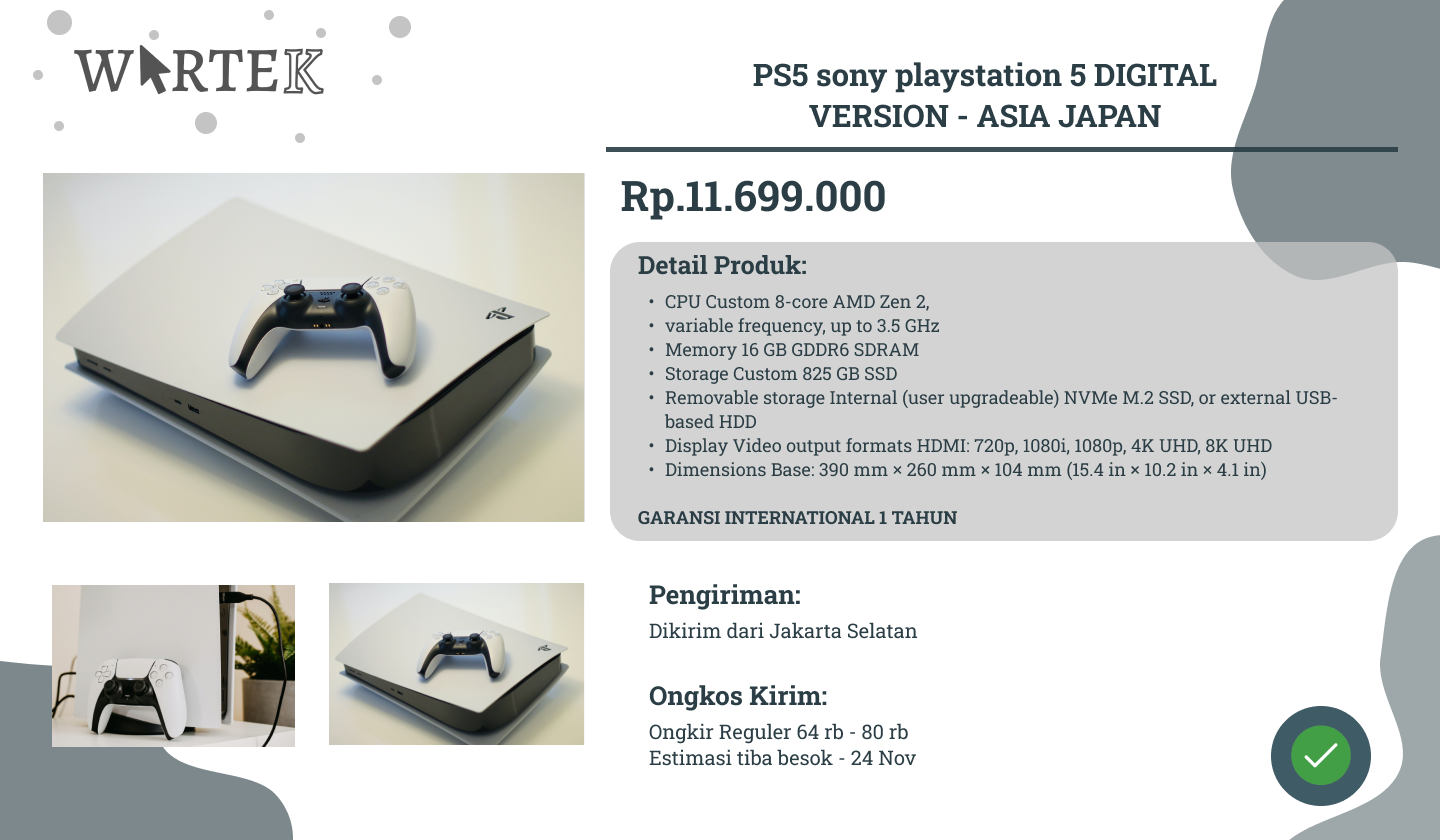 WARTEK
PS5 sony playstation 5 DIGITAL
VERSION - ASIA JAPAN
Rp.11.699.000
Detail Produk:
• CPU Custom 8-core AMD Zen 2,
• variable frequency, up to 3.5 GHz
• Memory 16 GB GDDR6 SDRAM
• Storage Custom 825 GB SSD
• Removable storage Internal (user upgradeable) NVMe M.2 SSD, or external USB-
based HDD
• Display Video output formats HDMI: 720p, 1080i, 1080p, 4K UHD, 8K UHD
• Dimensions Base: 390 mm × 260 mm × 104 mm (15.4 in × 10.2 in × 4.1 in)
GARANSI INTERNATIONAL 1 TAHUN
Pengiriman:
Dikirim dari Jakarta Selatan
Ongkos Kirim:
Ongkir Reguler 64 rb - 80 rb
Estimasi tiba besok - 24 Nov